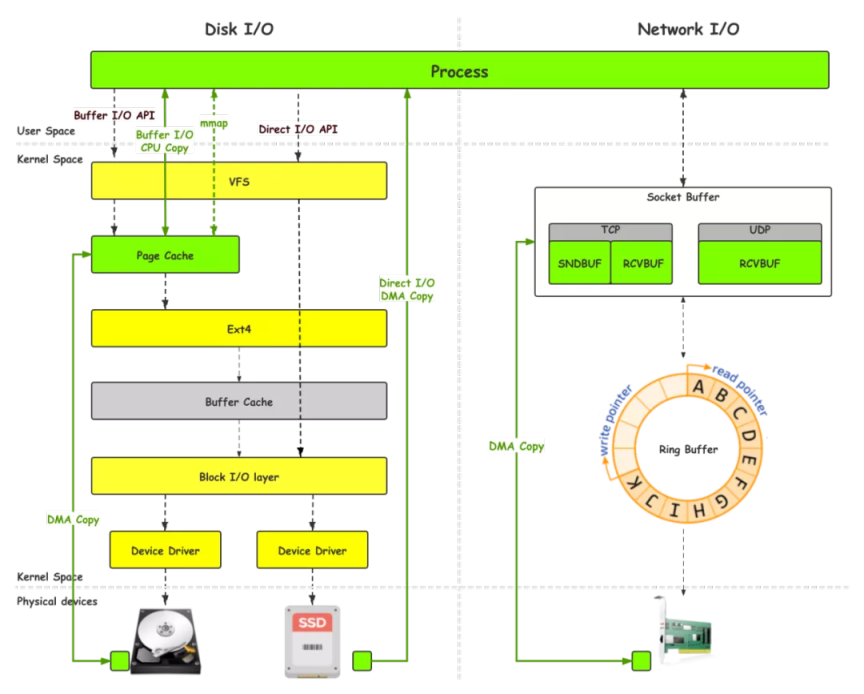 Disk I/O
Network I/O
Process
Buffer I/O API
mmap
Direct I/O API
User Space
Buffer I/O
CPU Copy
Kernel Space
VFS
Socket Buffer
TCP
UDP
Page Cache
SNDBUF
RCVBUF
RCVBUF
Direct I/O
DMA Copy
Ext4
read pointer
write pointer
A
B
C
D
E
F
G
H
I
J
K
Buffer Cache
Ring Buffer
DMA Copy
Block I/O layer
DMA Copy
Device Driver
Device Driver
Kernel Space
Physical devices
SSD